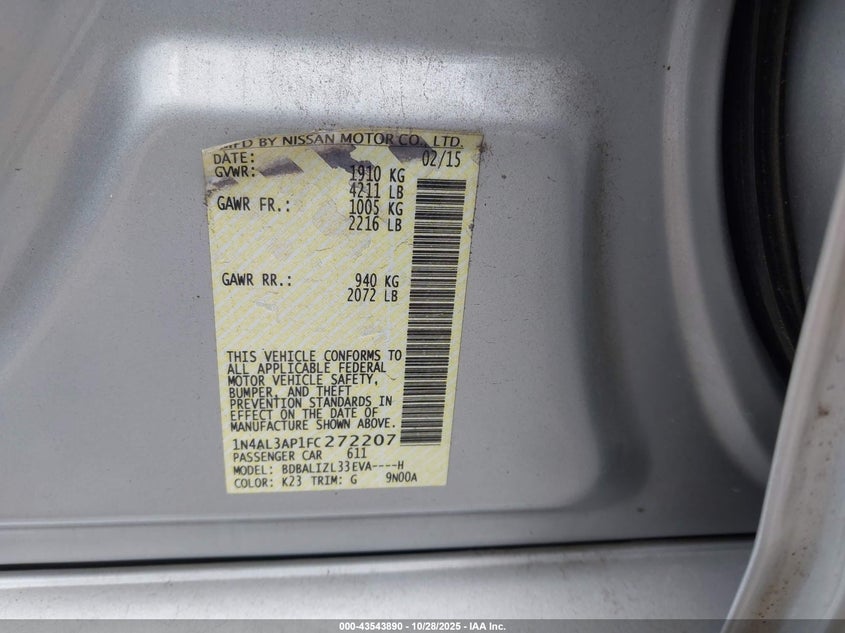 MFD BY NISSAN MOTOR CO., LTD.
DATE: 02/15
GVWR: 1910 KG
4211 LB
GAWR FR.: 1005 KG
2216 LB
GAWR RR.: 940 KG
2072 LB
THIS VEHICLE CONFORMS TO
ALL APPLICABLE FEDERAL
MOTOR VEHICLE SAFETY,
BUMPER, AND THEFT
PREVENTION STANDARDS IN
EFFECT ON THE DATE OF
MANUFACTURE SHOWN ABOVE.
1N4AL3AP1FC272207
PASSENGER CAR 611
MODEL: BDBALIZL33EVA----H
COLOR: K23 TRIM: G 9N00A
000-43543890 | 10/28/2025 | IAA Inc.